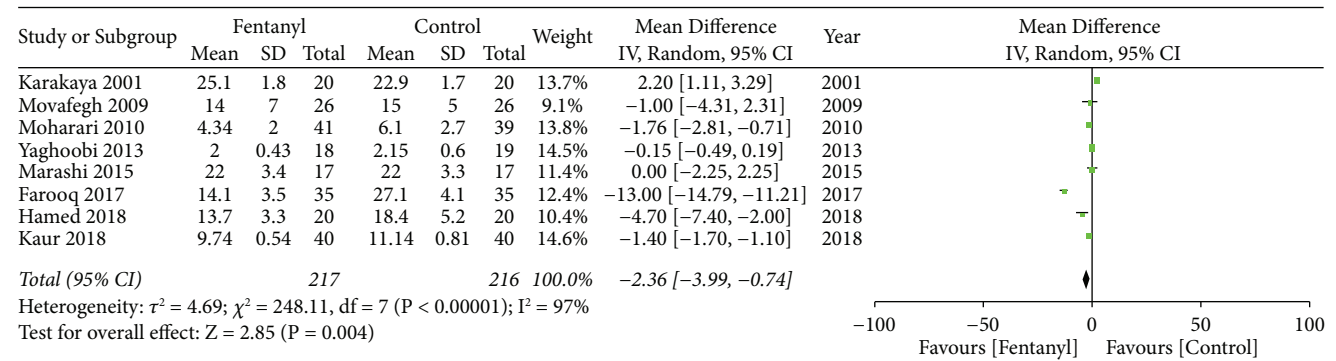 Study or Subgroup Fentanyl Control Weight Mean Difference Year Mean Difference
Mean SD Total Mean SD Total IV, Random, 95% CI IV, Random, 95% CI
Karakaya 2001 25.1 1.8 20 22.9 1.7 20 13.7% 2.20 [1.11, 3.29] 2001
Movafegh 2009 14 7 26 15 5 26 9.1% −1.00 [−4.31, 2.31] 2009
Moharari 2010 4.34 2 41 6.1 2.7 39 13.8% −1.76 [−2.81, −0.71] 2010
Yaghoobi 2013 2 0.43 18 2.15 0.6 19 14.5% −0.15 [−0.49, 0.19] 2013
Marashi 2015 22 3.4 17 22 3.3 17 11.4% 0.00 [−2.25, 2.25] 2015
Farooq 2017 14.1 3.5 35 27.1 4.1 35 12.4% −13.00 [−14.79, −11.21] 2017
Hamed 2018 13.7 3.3 20 18.4 5.2 20 10.4% −4.70 [−7.40, −2.00] 2018
Kaur 2018 9.74 0.54 40 11.14 0.81 40 14.6% −1.40 [−1.70, −1.10] 2018
Total (95% CI) 217 216 100.0% −2.36 [−3.99, −0.74]
Heterogeneity: τ² = 4.69; χ² = 248.11, df = 7 (P < 0.00001); I² = 97%
Test for overall effect: Z = 2.85 (P = 0.004)
−100 −50 0 50 100
Favours [Fentanyl] Favours [Control]